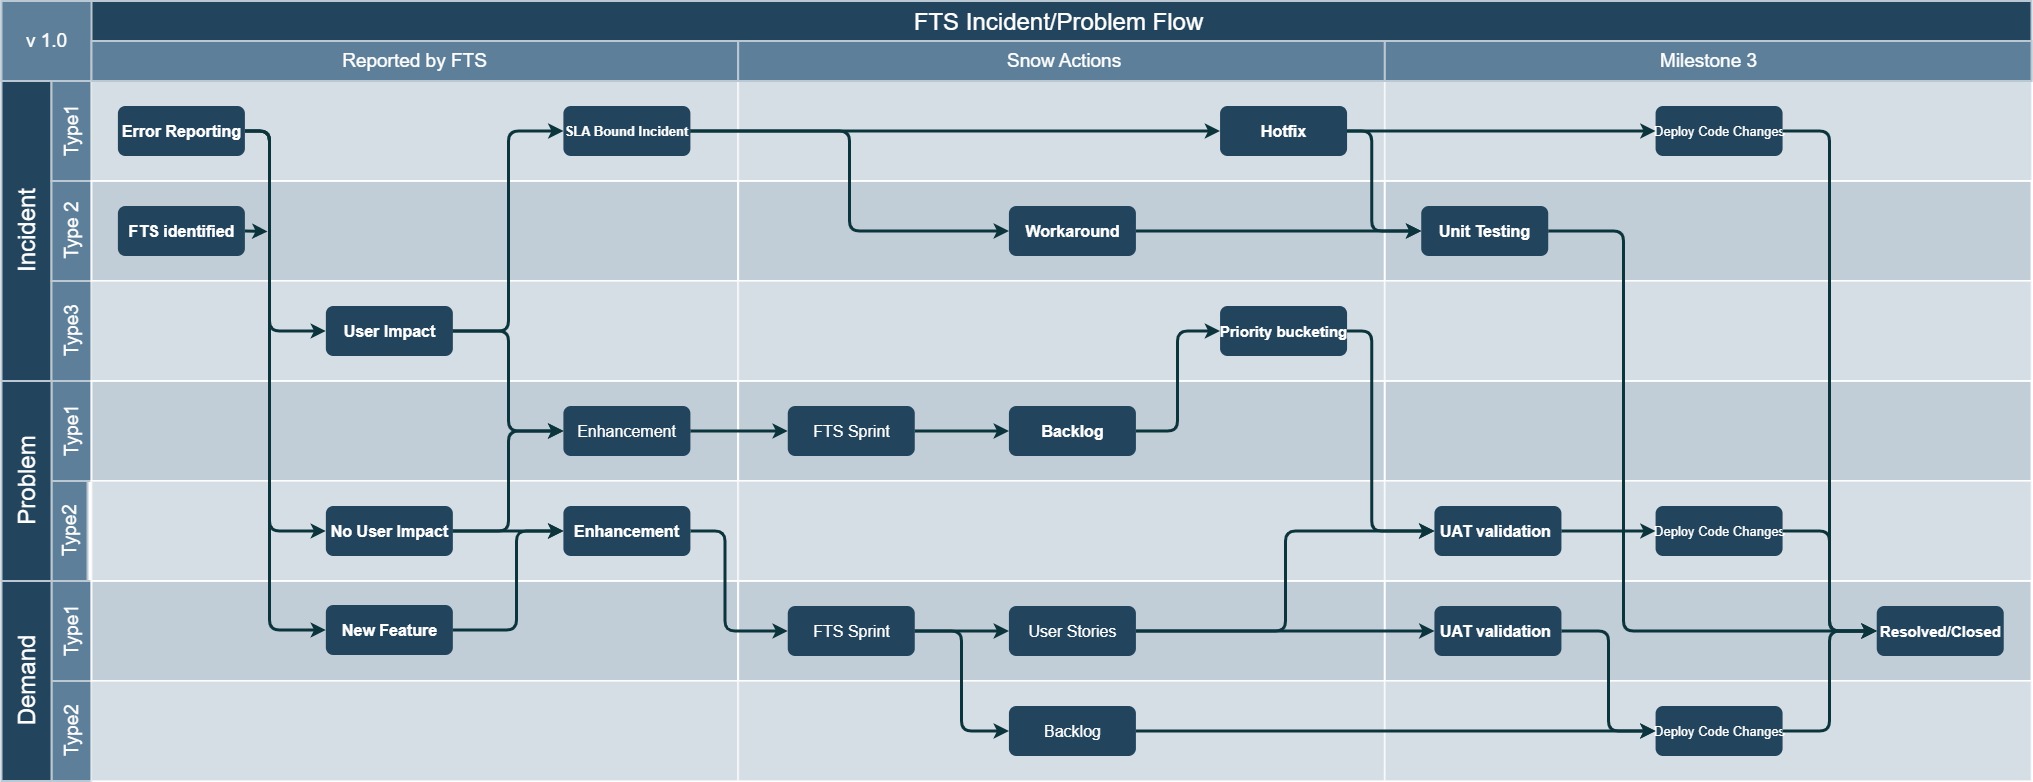 FTS Incident/Problem Flow
v 1.0
Reported by FTS
Snow Actions
Milestone 3
Incident
Type1
Error Reporting
SLA Bound Incident
Hotfix
Deploy Code Changes
Type 2
FTS identified
Workaround
Unit Testing
Type3
User Impact
Priority bucketing
Problem
Type1
Enhancement
FTS Sprint
Backlog
Type2
No User Impact
Enhancement
UAT validation
Deploy Code Changes
Demand
Type1
New Feature
FTS Sprint
User Stories
UAT validation
Resolved/Closed
Type2
Backlog
Deploy Code Changes